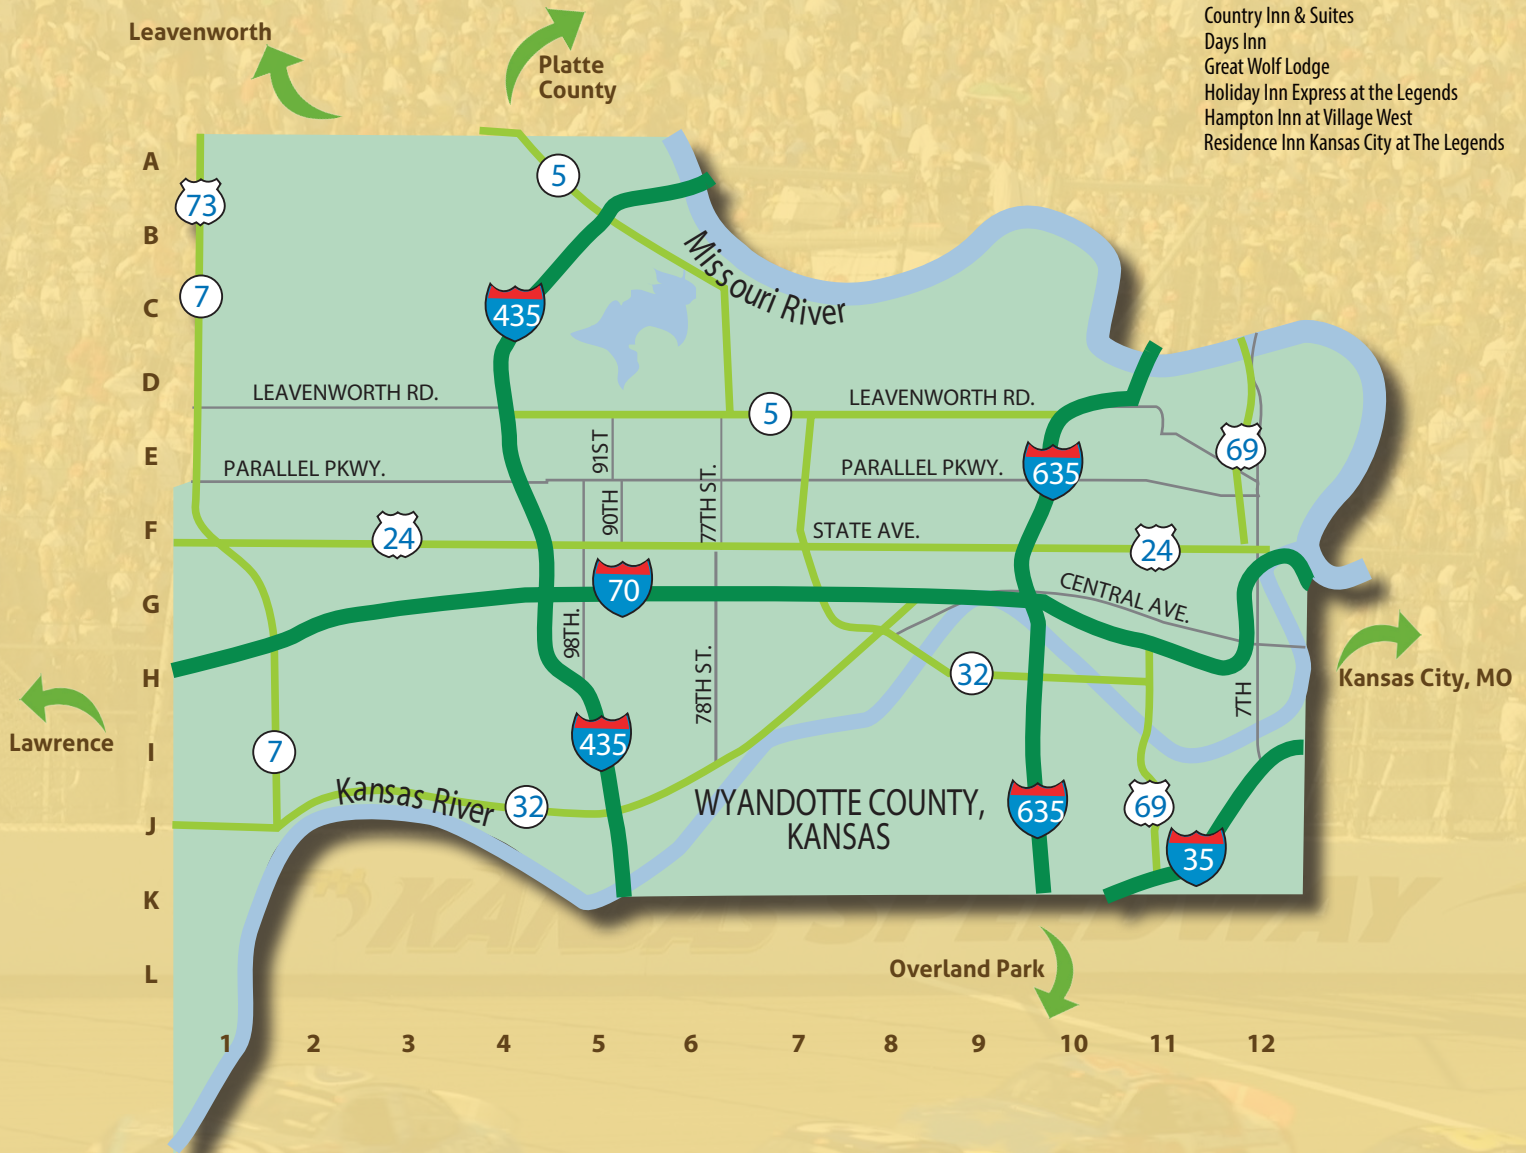 Country Inn & Suites
Days Inn
Great Wolf Lodge
Holiday Inn Express at the Legends
Hampton Inn at Village West
Residence Inn Kansas City at The Legends
Leavenworth
Platte
County
A
5
73
B
Missouri River
7
C
435
D
LEAVENWORTH RD.
5
LEAVENWORTH RD.
E
91ST
69
PARALLEL PKWY.
PARALLEL PKWY.
635
77TH ST.
90TH
F
24
STATE AVE.
24
70
G
CENTRAL AVE.
98TH.
H
32
78TH ST.
7TH
Kansas City, MO
Lawrence
I
7
435
Kansas River
32
WYANDOTTE COUNTY,
KANSAS
635
69
J
35
K
KANSAS SPEEDWAY
L
Overland Park
1 2 3 4 5 6 7 8 9 10 11 12